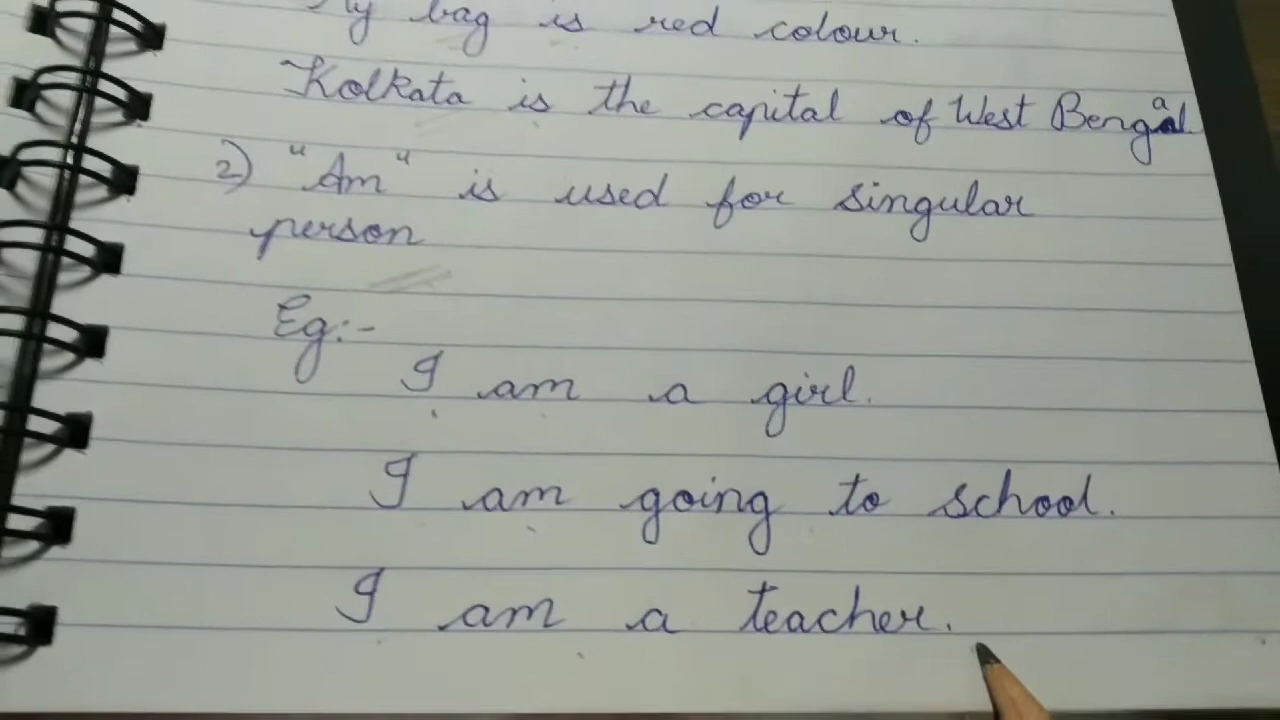 My bag is red colour.
Kolkata is the capital of West Bengal
2) "Am" is used for singular
person
Eg:-
I am a girl.
I am going to school.
I am a teacher.